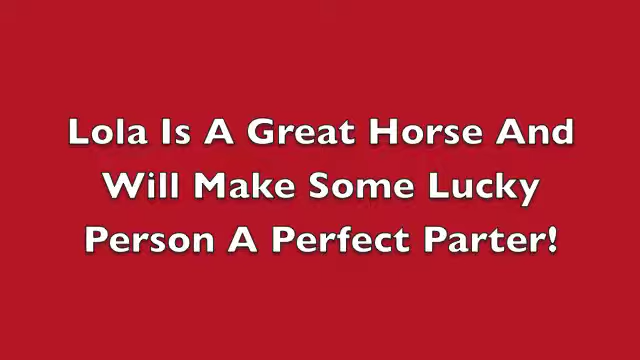 Lola Is A Great Horse And
Will Make Some Lucky
Person A Perfect Parter!